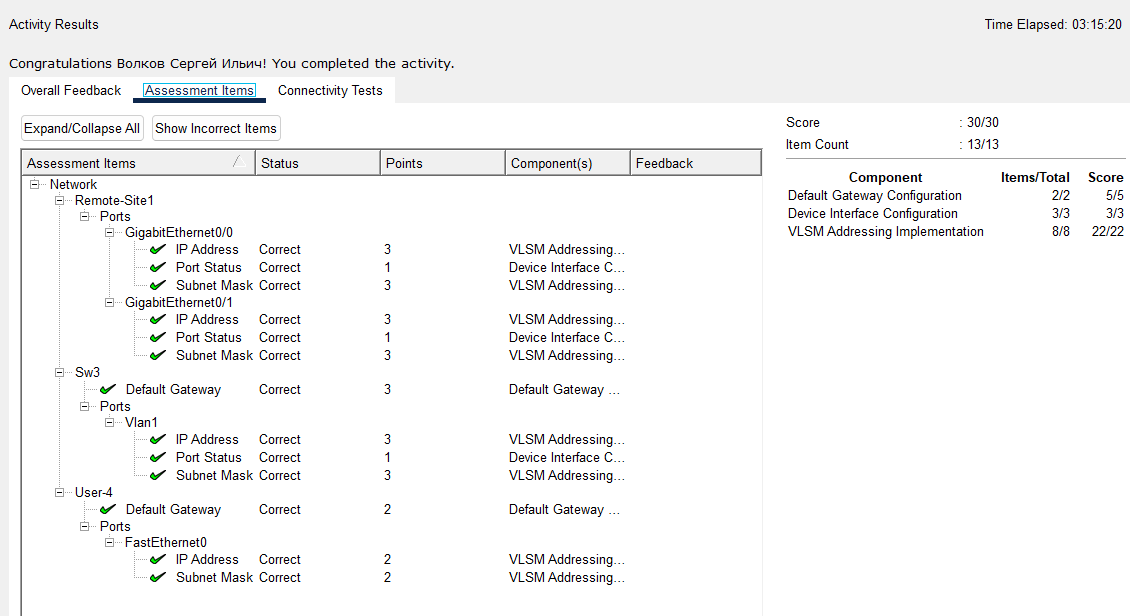 Activity Results
Time Elapsed: 03:15:20
Congratulations Волков Сергей Ильич! You completed the activity.
Overall Feedback Assessment Items Connectivity Tests
Expand/Collapse All Show Incorrect Items
Assessment Items Status Points Component(s) Feedback
Network
Remote-Site1
Ports
GigabitEthernet0/0
IP Address Correct 3 VLSM Addressing...
Port Status Correct 1 Device Interface C...
Subnet Mask Correct 3 VLSM Addressing...
GigabitEthernet0/1
IP Address Correct 3 VLSM Addressing...
Port Status Correct 1 Device Interface C...
Subnet Mask Correct 3 VLSM Addressing...
Sw3
Default Gateway Correct 3 Default Gateway ...
Ports
Vlan1
IP Address Correct 3 VLSM Addressing...
Port Status Correct 1 Device Interface C...
Subnet Mask Correct 3 VLSM Addressing...
User-4
Default Gateway Correct 2 Default Gateway ...
Ports
FastEthernet0
IP Address Correct 2 VLSM Addressing...
Subnet Mask Correct 2 VLSM Addressing...
Score : 30/30
Item Count : 13/13
Component Items/Total Score
Default Gateway Configuration 2/2 5/5
Device Interface Configuration 3/3 3/3
VLSM Addressing Implementation 8/8 22/22